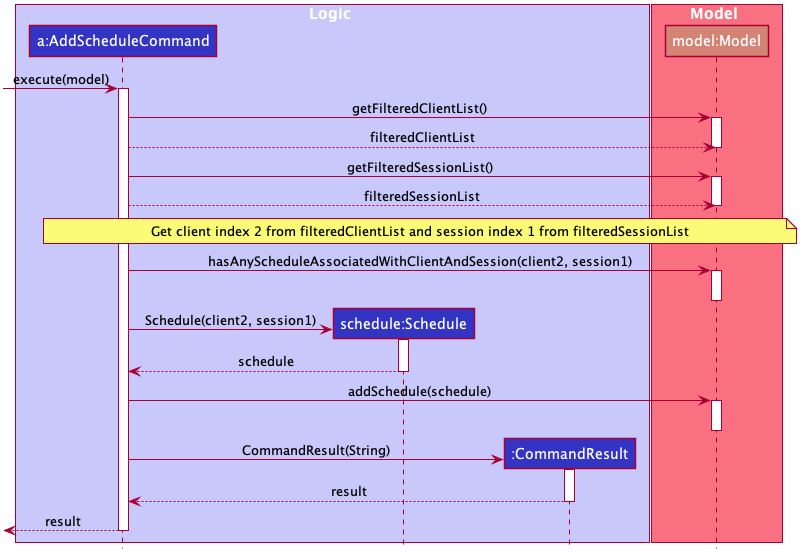 Logic
Model
a:AddScheduleCommand
model:Model
execute(model)
getFilteredClientList()
filteredClientList
getFilteredSessionList()
filteredSessionList
Get client index 2 from filteredClientList and session index 1 from filteredSessionList
hasAnyScheduleAssociatedWithClientAndSession(client2, session1)
Schedule(client2, session1)
schedule:Schedule
schedule
addSchedule(schedule)
CommandResult(String)
:CommandResult
result
result